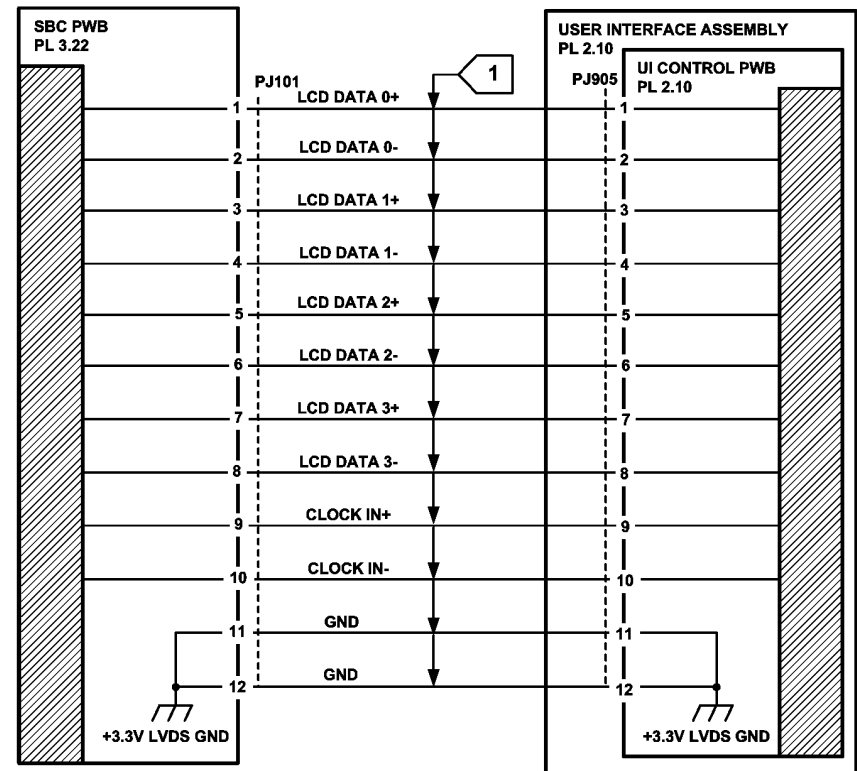 SBC PWB
PL 3.22
USER INTERFACE ASSEMBLY
PL 2.10
UI CONTROL PWB
PL 2.10
PJ101
1
PJ905
1 LCD DATA 0+ 1
2 LCD DATA 0- 2
3 LCD DATA 1+ 3
4 LCD DATA 1- 4
5 LCD DATA 2+ 5
6 LCD DATA 2- 6
7 LCD DATA 3+ 7
8 LCD DATA 3- 8
9 CLOCK IN+ 9
10 CLOCK IN- 10
11 GND 11
12 GND 12
+3.3V LVDS GND
+3.3V LVDS GND